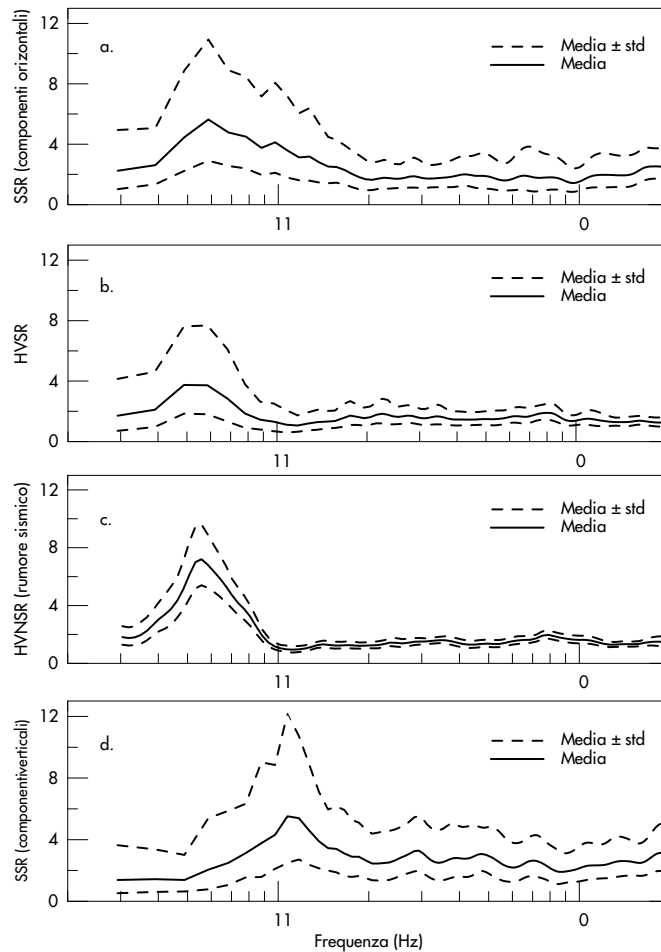 12
8
4
0
SSR (componenti orizontali)
a.
Media ± std
Media
11
0
12
8
4
0
HVSR
b.
Media ± std
Media
11
0
12
8
4
0
HVNSR (rumore sismico)
c.
Media ± std
Media
11
0
12
8
4
0
SSR (componentiverticali)
d.
Media ± std
Media
11
0
Frequenza (Hz)